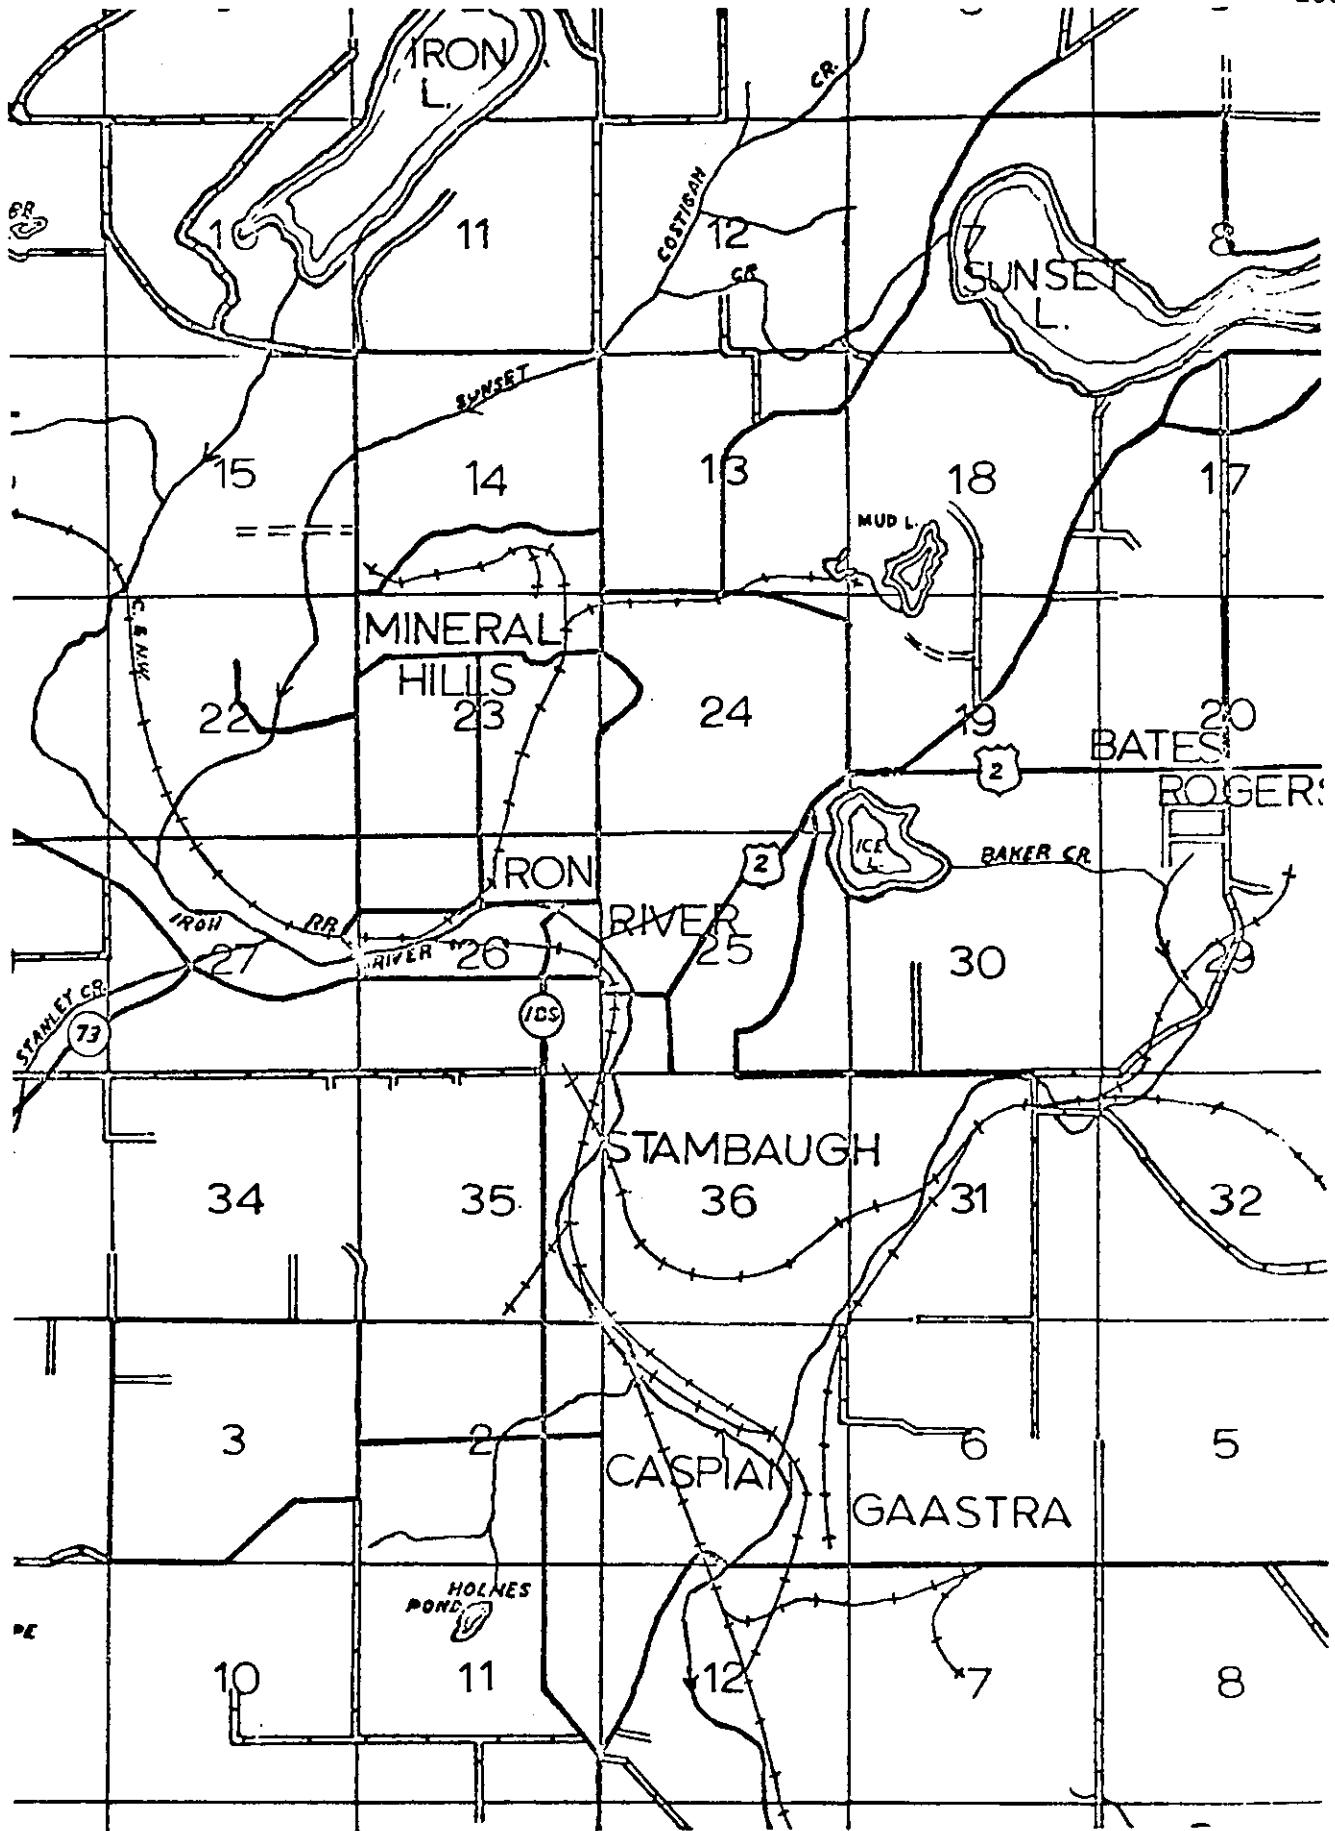 IRON
L.
CR.
COSTIGAN
1
11
12
7
8
CR
SUNSET
L.
SUNSET
15
14
13
18
17
MUD L.
C. & N.W.
MINERAL
HILLS
22
23
24
19
20
BATES
2
ROGERS
ICE
L.
2
BAKER CR.
IRON
IRON
RR.
RIVER
RIVER
27
26
25
30
29
STANLEY CR.
73
STAMBAUGH
34
35
36
31
32
3
2
6
5
CASPIAN
GAASTRA
HOLMES
POND
10
11
12
7
8